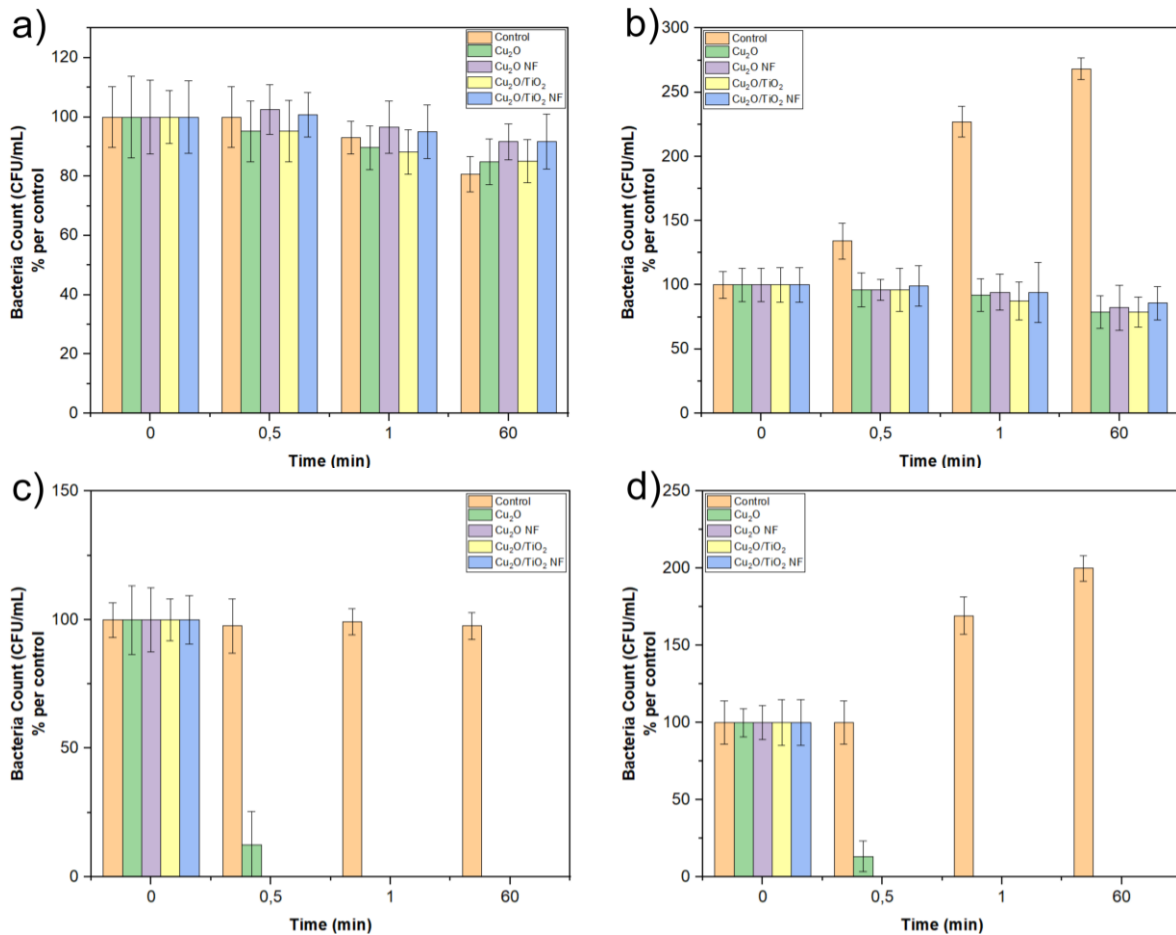 a)
120
100
80
60
40
20
0
Bacteria Count (CFU/mL)
% per control
Control
Cu₂O
Cu₂O NF
Cu₂O/TiO₂
Cu₂O/TiO₂ NF
0
0,5
1
60
Time (min)
b)
300
250
200
150
100
50
0
Bacteria Count (CFU/mL)
% per control
Control
Cu₂O
Cu₂O NF
Cu₂O/TiO₂
Cu₂O/TiO₂ NF
0
0,5
1
60
Time (min)
c)
150
100
50
0
Bacteria Count (CFU/mL)
% per control
Control
Cu₂O
Cu₂O NF
Cu₂O/TiO₂
Cu₂O/TiO₂ NF
0
0,5
1
60
Time (min)
d)
250
200
150
100
50
0
Bacteria Count (CFU/mL)
% per control
Control
Cu₂O
Cu₂O NF
Cu₂O/TiO₂
Cu₂O/TiO₂ NF
0
0,5
1
60
Time (min)